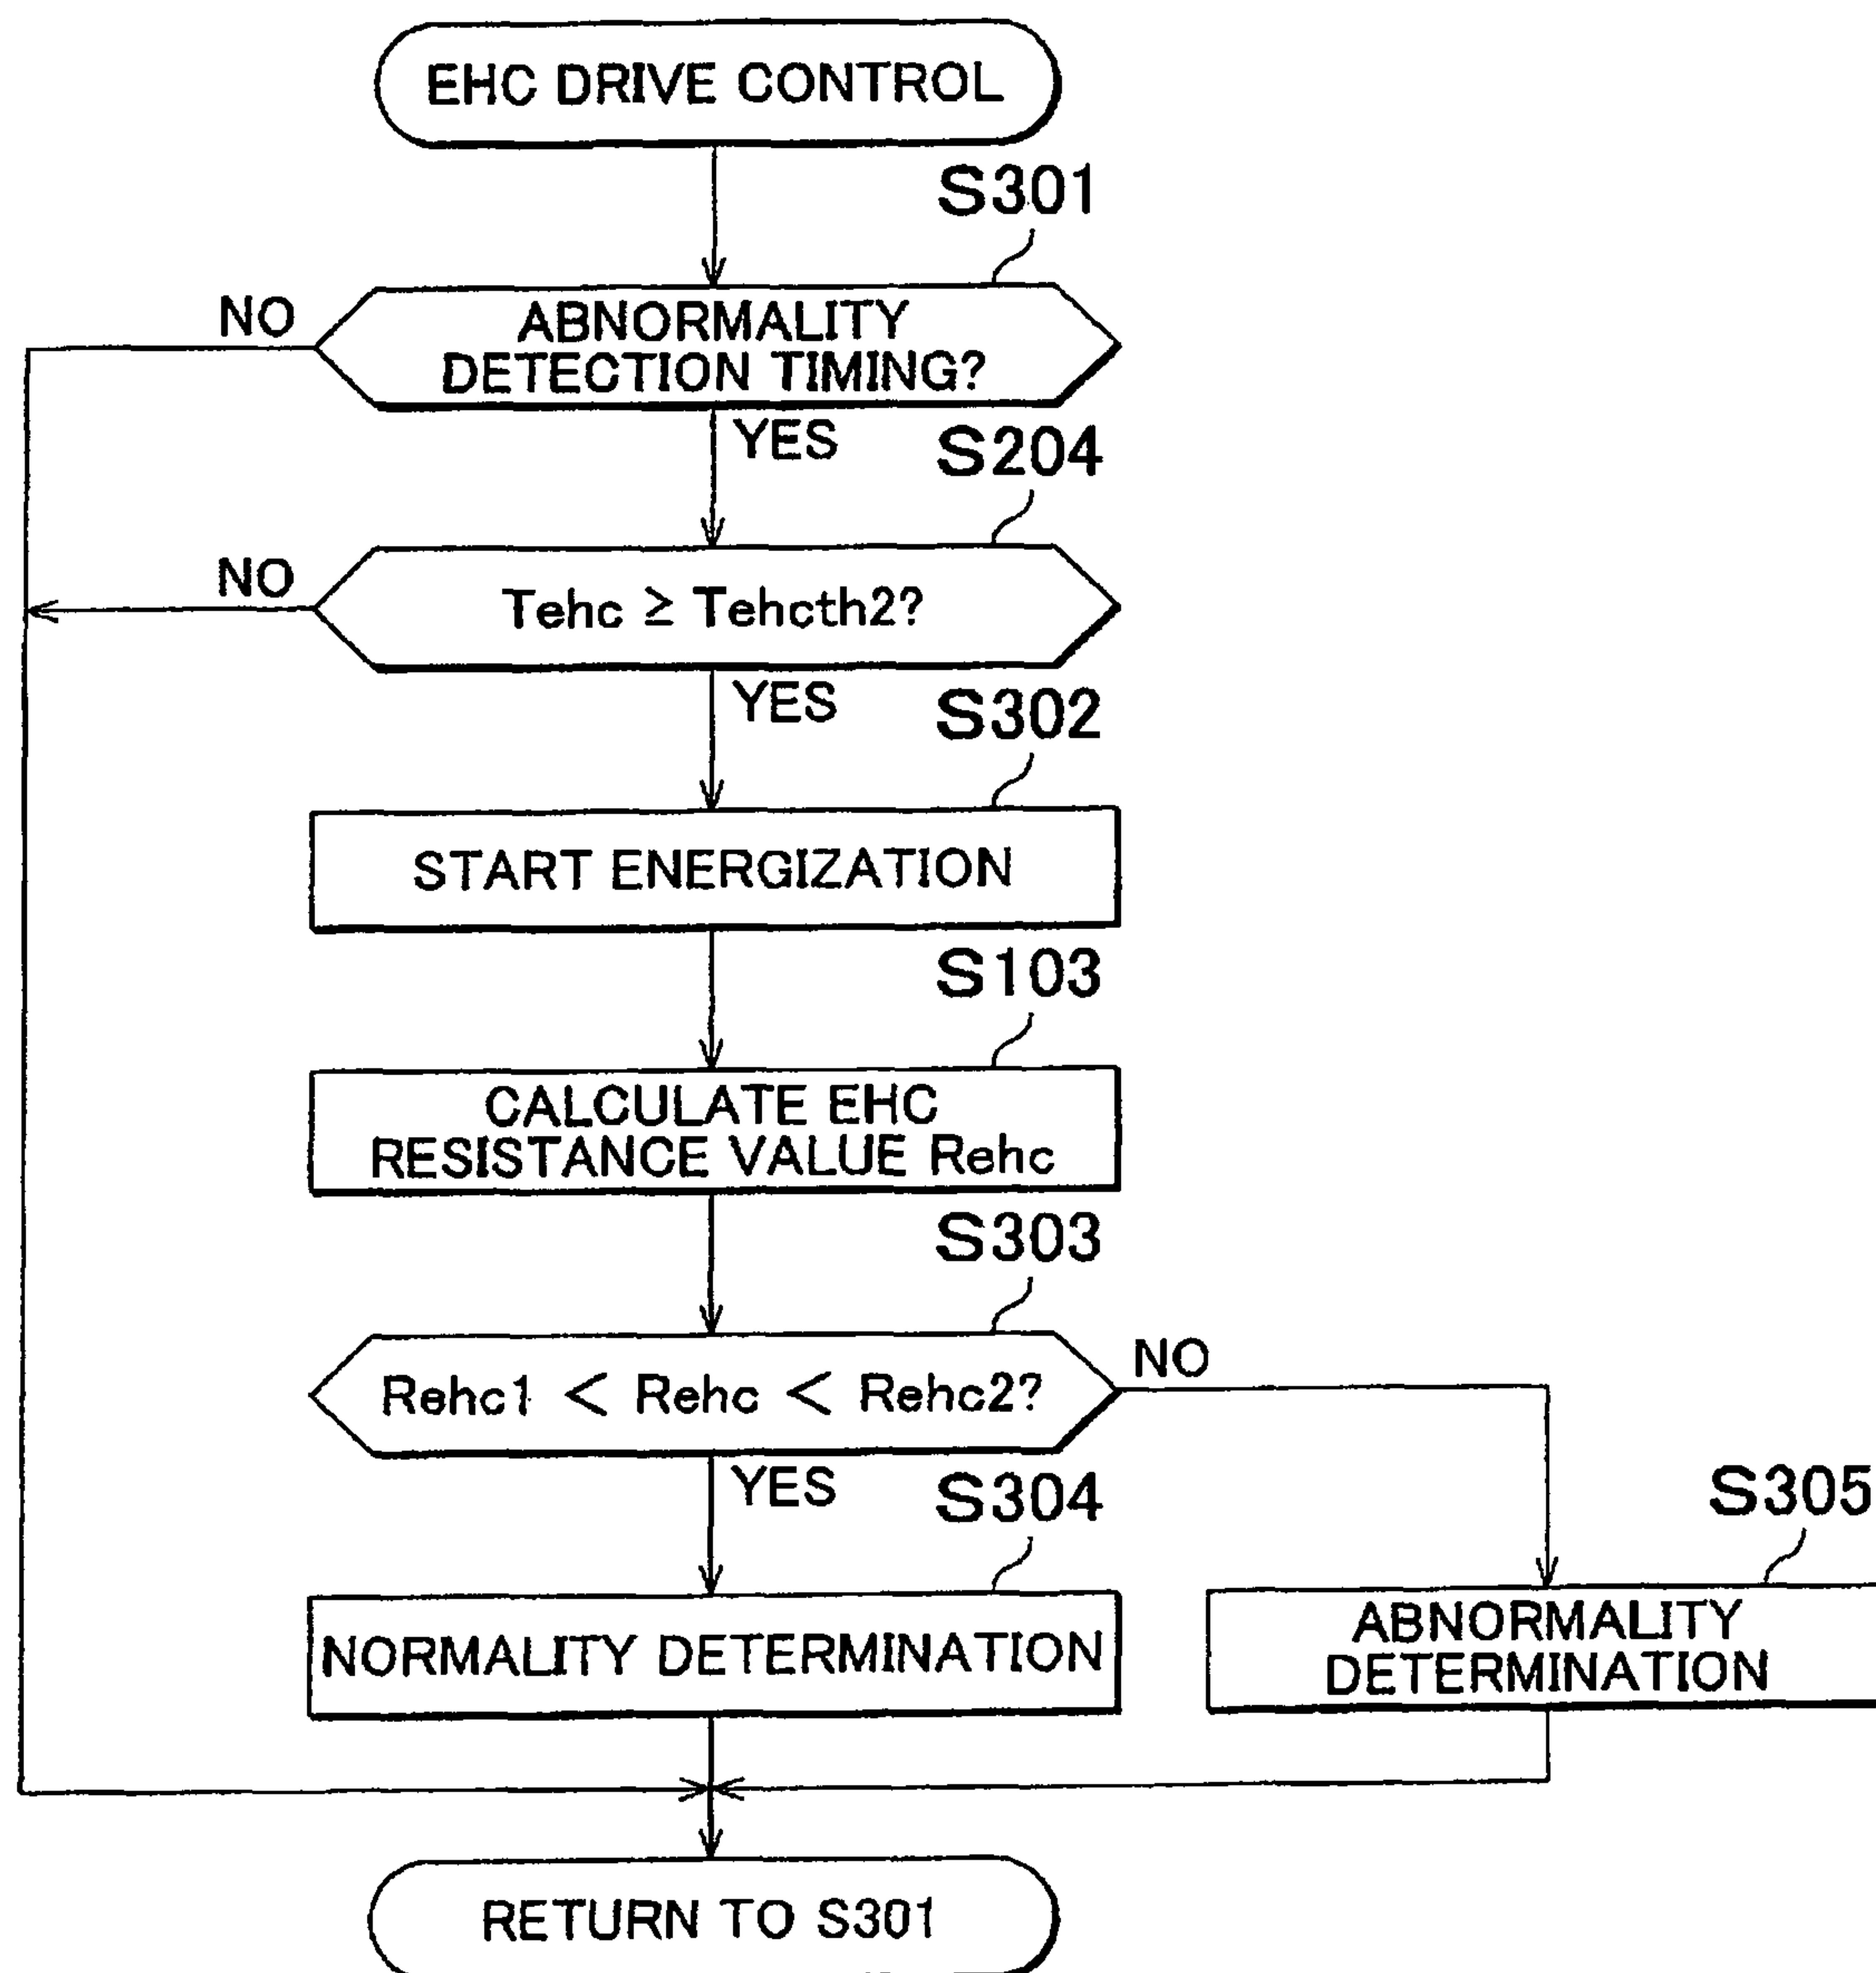 EHC DRIVE CONTROL
S301
NO
ABNORMALITY
DETECTION TIMING?
YES
S204
NO
Tehc ≥ Tehcth2?
YES
S302
START ENERGIZATION
S103
CALCULATE EHC
RESISTANCE VALUE Rehc
S303
Rehc1 < Rehc < Rehc2?
NO
YES
S304
S305
NORMALITY DETERMINATION
ABNORMALITY
DETERMINATION
RETURN TO S301